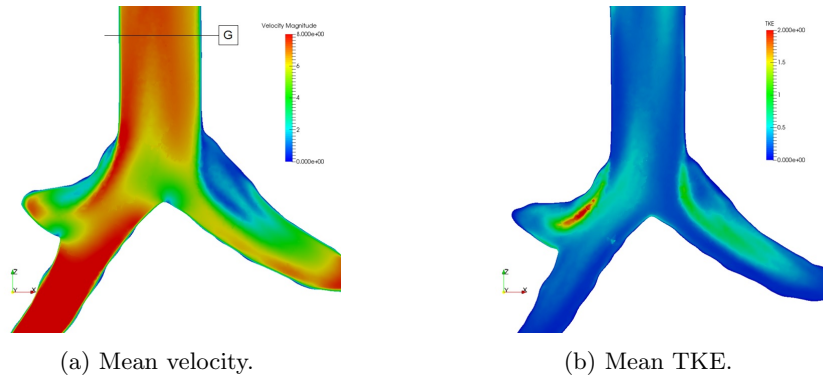 Velocity Magnitude
8.000e+00
6
4
2
0.000e+00
G
Z
Y
X
(a) Mean velocity.
TKE
2.000e+00
1.5
1
0.5
0.000e+00
Z
Y
X
(b) Mean TKE.